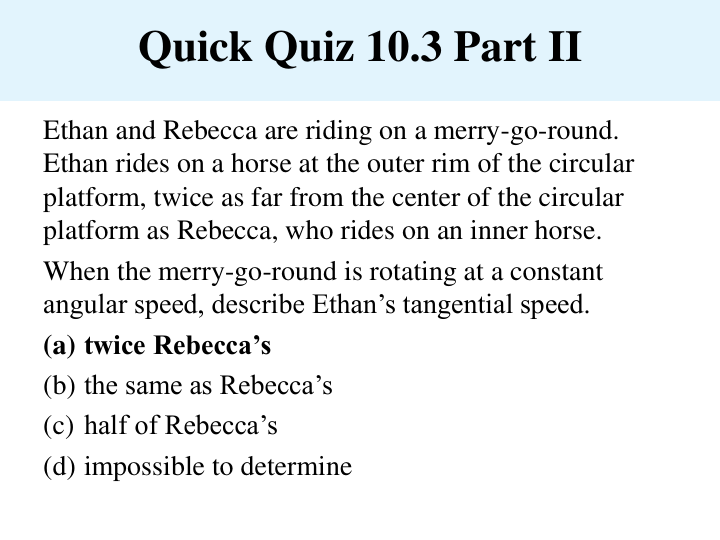 Quick Quiz 10.3 Part II
Ethan and Rebecca are riding on a merry-go-round.
Ethan rides on a horse at the outer rim of the circular
platform, twice as far from the center of the circular
platform as Rebecca, who rides on an inner horse.
When the merry-go-round is rotating at a constant
angular speed, describe Ethan’s tangential speed.
(a) twice Rebecca’s
(b) the same as Rebecca’s
(c) half of Rebecca’s
(d) impossible to determine